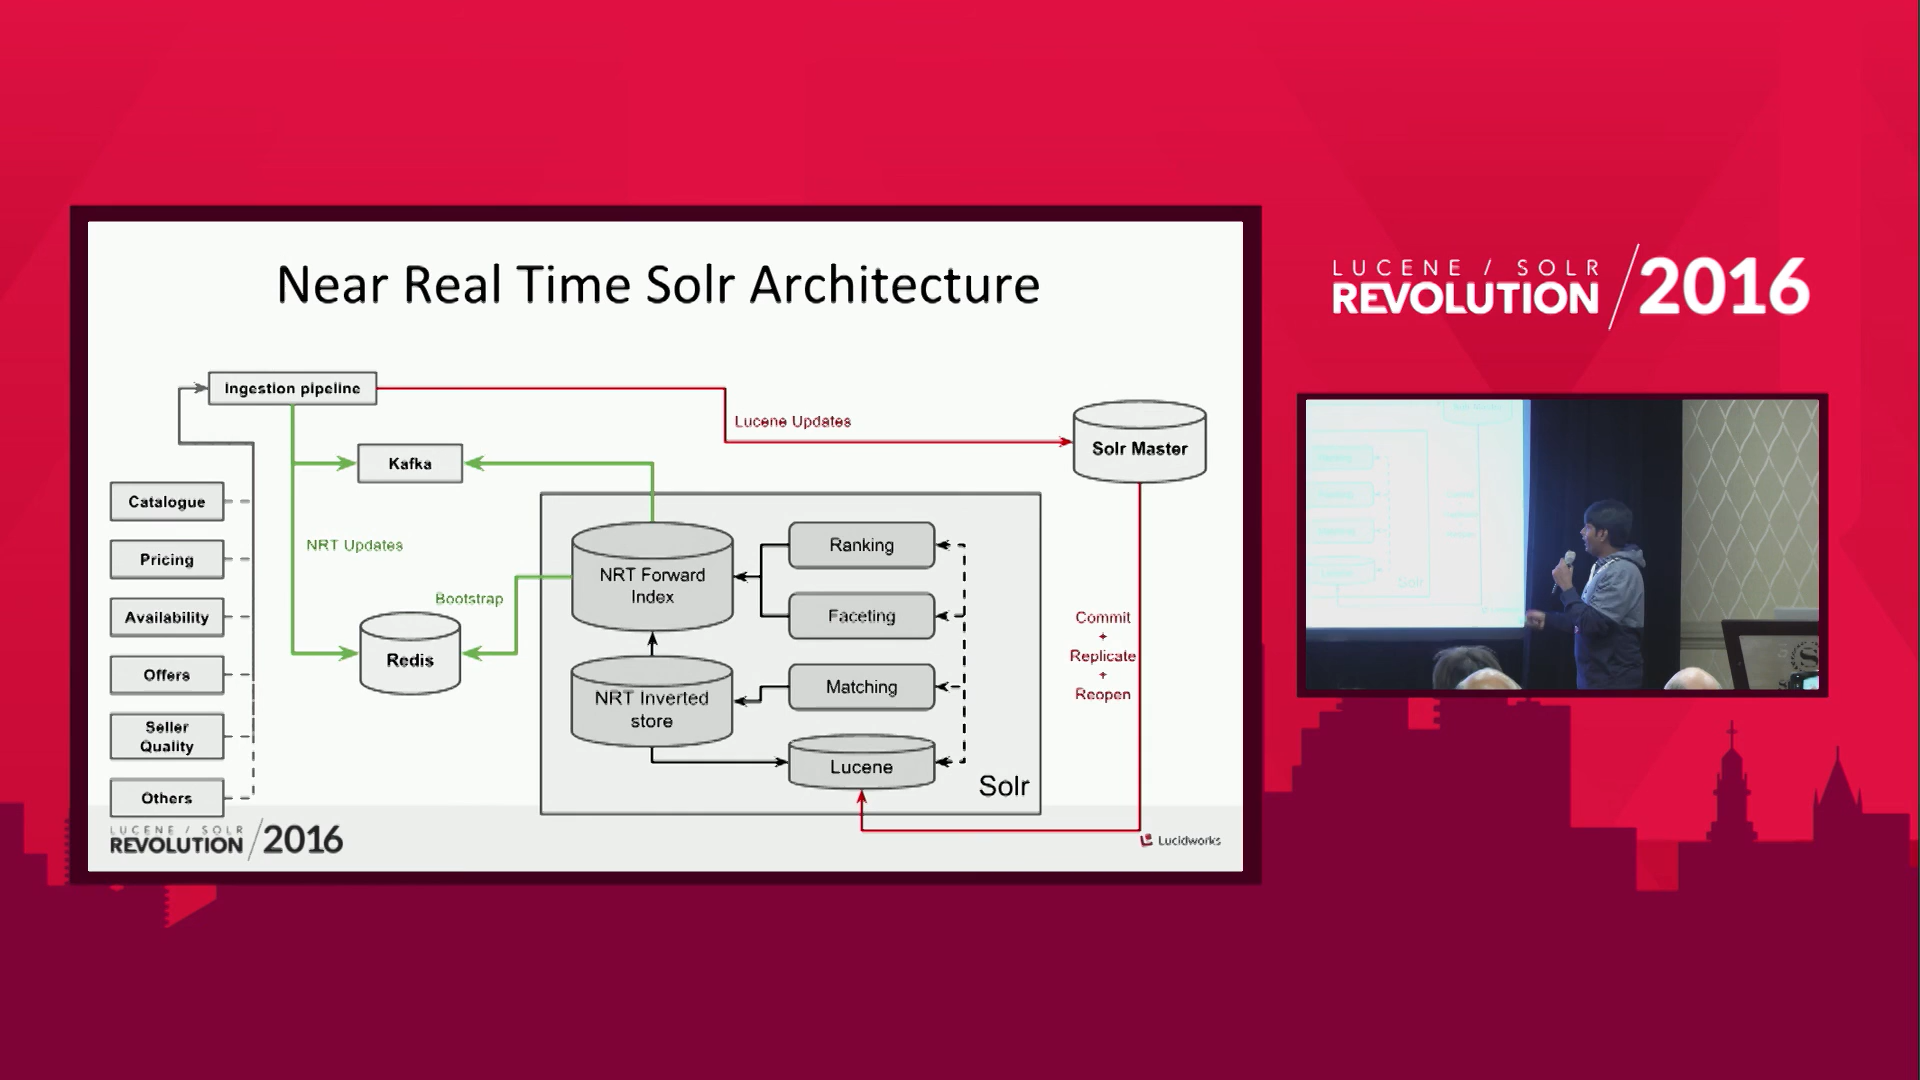 Near Real Time Solr Architecture
Ingestion pipeline
Lucene Updates
Solr Master
Kafka
Catalogue
Pricing
Availability
Offers
Seller
Quality
Others
NRT Updates
Bootstrap
Redis
NRT Forward
Index
NRT Inverted
store
Ranking
Faceting
Matching
Lucene
Solr
Commit
+
Replicate
+
Reopen
LUCENE / SOLR
REVOLUTION / 2016
Lucidworks
LUCENE / SOLR
REVOLUTION / 2016
Solr